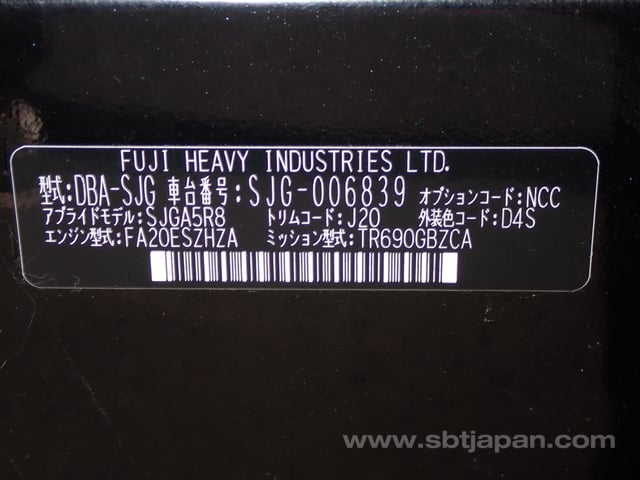 FUJI HEAVY INDUSTRIES LTD.
型式:DBA-SJG 車台番号:SJG-006839 オプションコード:NCC
アプライドモデル:SJGA5R8 トリムコード:J20 外装色コード:D4S
エンジン型式:FA20ESZHZA ミッション型式:TR690GBZCA
www.sbtjapan.com